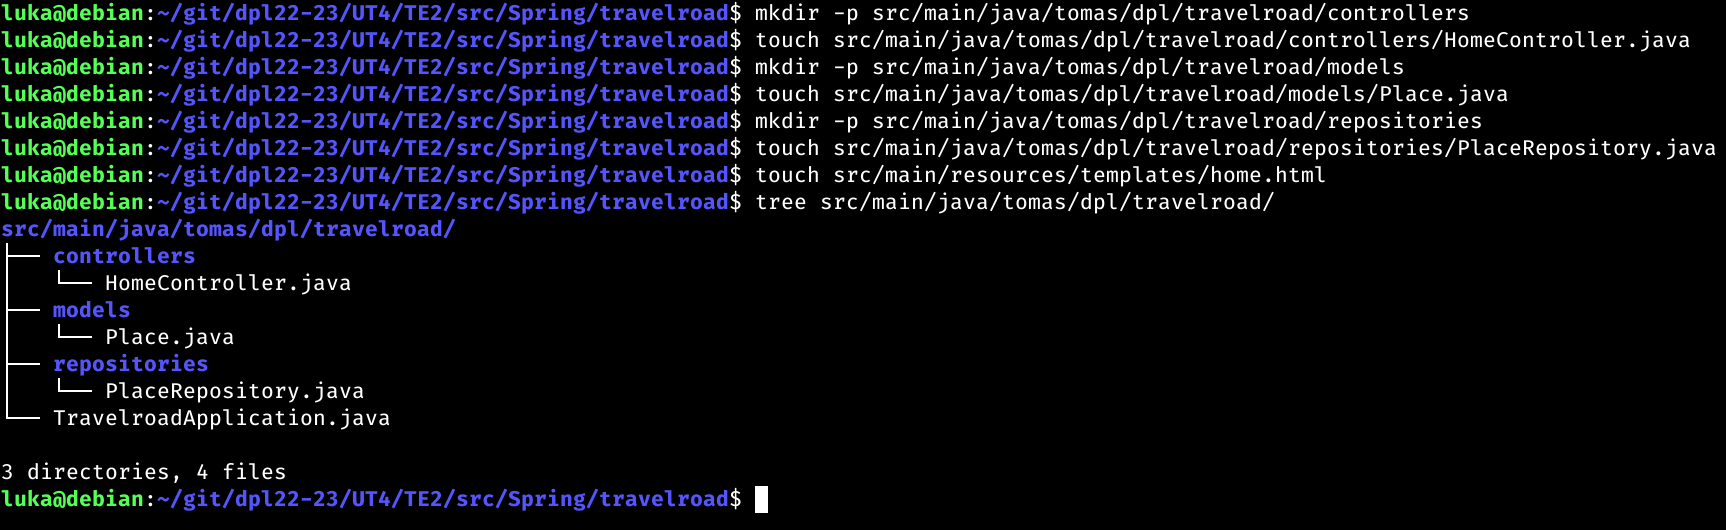 luka@debian:~/git/dpl22-23/UT4/TE2/src/Spring/travelroad$ mkdir -p src/main/java/tomas/dpl/travelroad/controllers
luka@debian:~/git/dpl22-23/UT4/TE2/src/Spring/travelroad$ touch src/main/java/tomas/dpl/travelroad/controllers/HomeController.java
luka@debian:~/git/dpl22-23/UT4/TE2/src/Spring/travelroad$ mkdir -p src/main/java/tomas/dpl/travelroad/models
luka@debian:~/git/dpl22-23/UT4/TE2/src/Spring/travelroad$ touch src/main/java/tomas/dpl/travelroad/models/Place.java
luka@debian:~/git/dpl22-23/UT4/TE2/src/Spring/travelroad$ mkdir -p src/main/java/tomas/dpl/travelroad/repositories
luka@debian:~/git/dpl22-23/UT4/TE2/src/Spring/travelroad$ touch src/main/java/tomas/dpl/travelroad/repositories/PlaceRepository.java
luka@debian:~/git/dpl22-23/UT4/TE2/src/Spring/travelroad$ touch src/main/resources/templates/home.html
luka@debian:~/git/dpl22-23/UT4/TE2/src/Spring/travelroad$ tree src/main/java/tomas/dpl/travelroad/
src/main/java/tomas/dpl/travelroad/
├── controllers
│   └── HomeController.java
├── models
│   └── Place.java
├── repositories
│   └── PlaceRepository.java
└── TravelroadApplication.java
3 directories, 4 files
luka@debian:~/git/dpl22-23/UT4/TE2/src/Spring/travelroad$